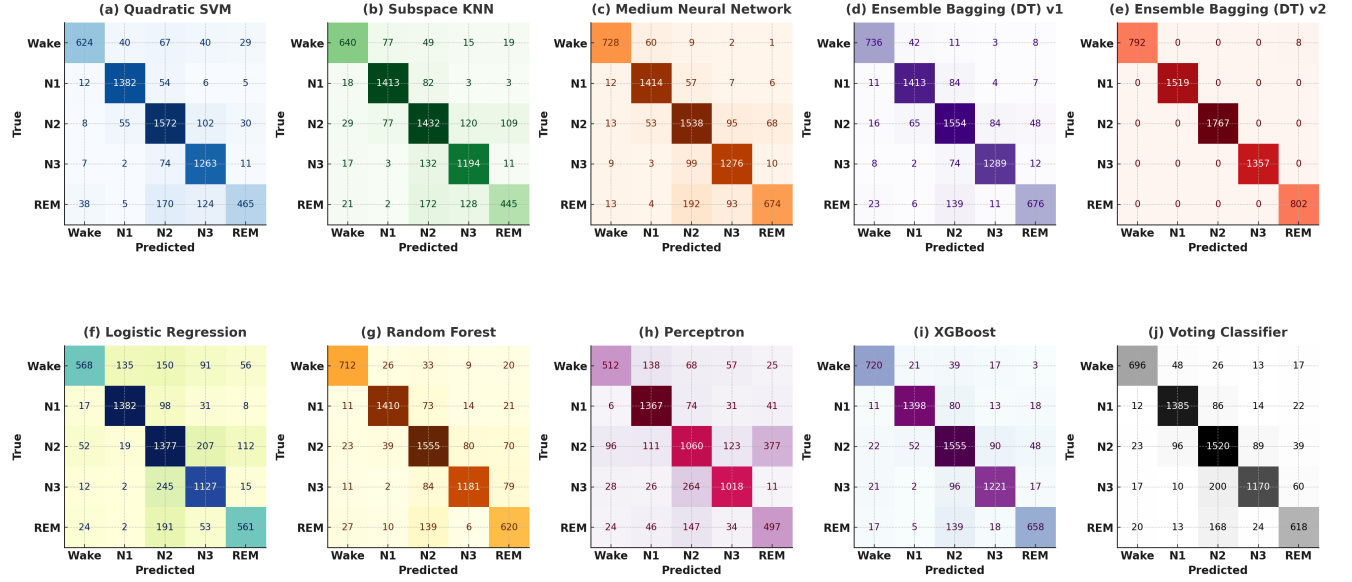 (a) Quadratic SVM
Wake 624 40 67 40 29
N1 12 1382 54 6 5
N2 8 55 1572 102 30
N3 7 2 74 1263 11
REM 38 5 170 124 465
Wake N1 N2 N3 REM
Predicted
True
(b) Subspace KNN
Wake 640 77 49 15 19
N1 18 1413 82 3 3
N2 29 77 1432 120 109
N3 17 3 132 1194 11
REM 21 2 172 128 445
Wake N1 N2 N3 REM
Predicted
True
(c) Medium Neural Network
Wake 728 60 9 2 1
N1 12 1414 57 7 6
N2 13 53 1538 95 68
N3 9 3 99 1276 10
REM 13 4 192 93 674
Wake N1 N2 N3 REM
Predicted
True
(d) Ensemble Bagging (DT) v1
Wake 736 42 11 3 8
N1 11 1413 84 4 7
N2 16 65 1554 84 48
N3 8 2 74 1289 12
REM 23 6 139 11 676
Wake N1 N2 N3 REM
Predicted
True
(e) Ensemble Bagging (DT) v2
Wake 792 0 0 0 8
N1 0 1519 0 0 0
N2 0 0 1767 0 0
N3 0 0 0 1357 0
REM 0 0 0 0 802
Wake N1 N2 N3 REM
Predicted
True
(f) Logistic Regression
Wake 568 135 150 91 56
N1 17 1382 98 31 8
N2 52 19 1377 207 112
N3 12 2 245 1127 15
REM 24 2 191 53 561
Wake N1 N2 N3 REM
Predicted
True
(g) Random Forest
Wake 712 26 33 9 20
N1 11 1410 73 14 21
N2 23 39 1555 80 70
N3 11 2 84 1181 79
REM 27 10 139 6 620
Wake N1 N2 N3 REM
Predicted
True
(h) Perceptron
Wake 512 138 68 57 25
N1 6 1367 74 31 41
N2 96 111 1060 123 377
N3 28 26 264 1018 11
REM 24 46 147 34 497
Wake N1 N2 N3 REM
Predicted
True
(i) XGBoost
Wake 720 21 39 17 3
N1 11 1398 80 13 18
N2 22 52 1555 90 48
N3 21 2 96 1221 17
REM 17 5 139 18 658
Wake N1 N2 N3 REM
Predicted
True
(j) Voting Classifier
Wake 696 48 26 13 17
N1 12 1385 86 14 22
N2 23 96 1520 89 39
N3 17 10 200 1170 60
REM 20 13 168 24 618
Wake N1 N2 N3 REM
Predicted
True